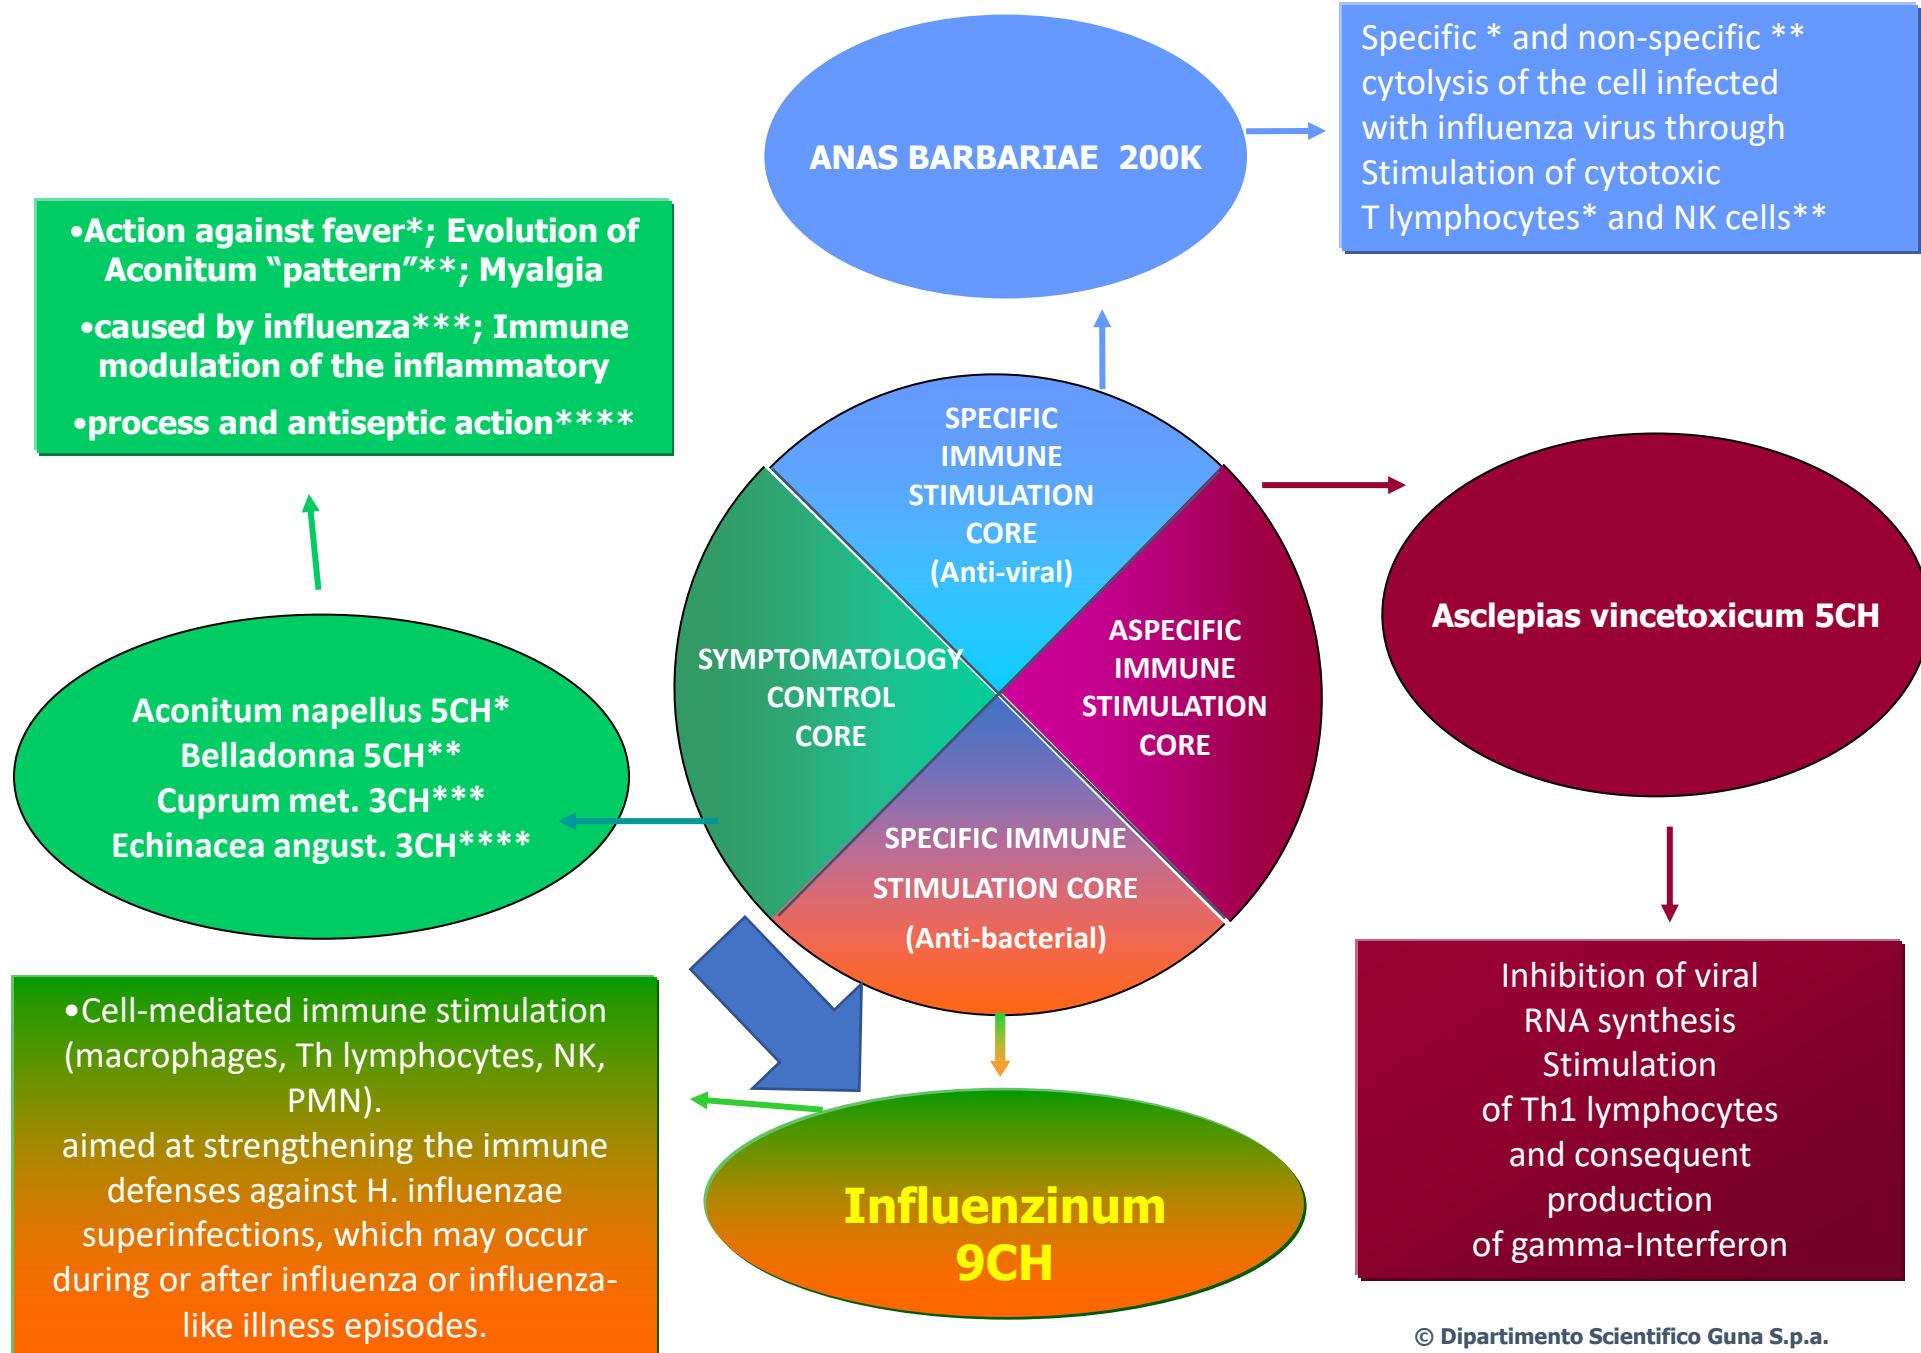 ANAS BARBARIAE 200K
Specific * and non-specific **
cytolysis of the cell infected
with influenza virus through
Stimulation of cytotoxic
T lymphocytes* and NK cells**
•Action against fever*; Evolution of
Aconitum “pattern”**; Myalgia
•caused by influenza***; Immune
modulation of the inflammatory
•process and antiseptic action****
SPECIFIC
IMMUNE
STIMULATION
CORE
(Anti-viral)
ASPECIFIC
IMMUNE
STIMULATION
CORE
SYMPTOMATOLOGY
CONTROL
CORE
SPECIFIC IMMUNE
STIMULATION CORE
(Anti-bacterial)
Asclepias vincetoxicum 5CH
Aconitum napellus 5CH*
Belladonna 5CH**
Cuprum met. 3CH***
Echinacea angust. 3CH****
•Cell-mediated immune stimulation
(macrophages, Th lymphocytes, NK,
PMN).
aimed at strengthening the immune
defenses against H. influenzae
superinfections, which may occur
during or after influenza or influenza-
like illness episodes.
Influenzinum
9CH
Inhibition of viral
RNA synthesis
Stimulation
of Th1 lymphocytes
and consequent
production
of gamma-Interferon
© Dipartimento Scientifico Guna S.p.a.